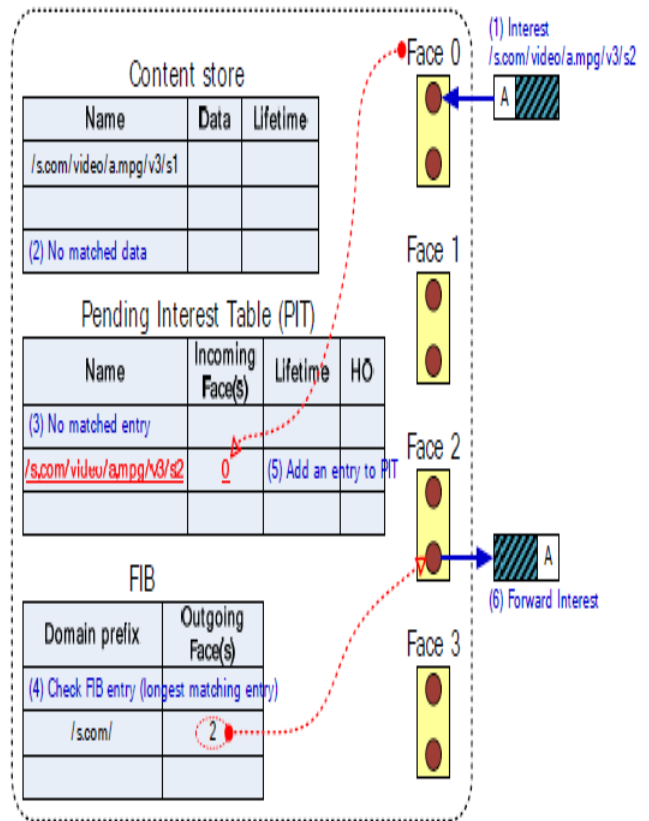 (1) Interest
/s.com/video/a.mpg/v3/s2
Face 0
A
Content store
Name Data Lifetime
/s.com/video/a.mpg/v3/s1
(2) No matched data
Face 1
Pending Interest Table (PIT)
Name Incoming Face(s) Lifetime HO
(3) No matched entry
/s.com/video/a.mpg/v3/s2 0 (5) Add an entry to PIT
Face 2
A
(6) Forward Interest
FIB
Domain prefix Outgoing Face(s)
(4) Check FIB entry (longest matching entry)
/s.com/ 2
Face 3